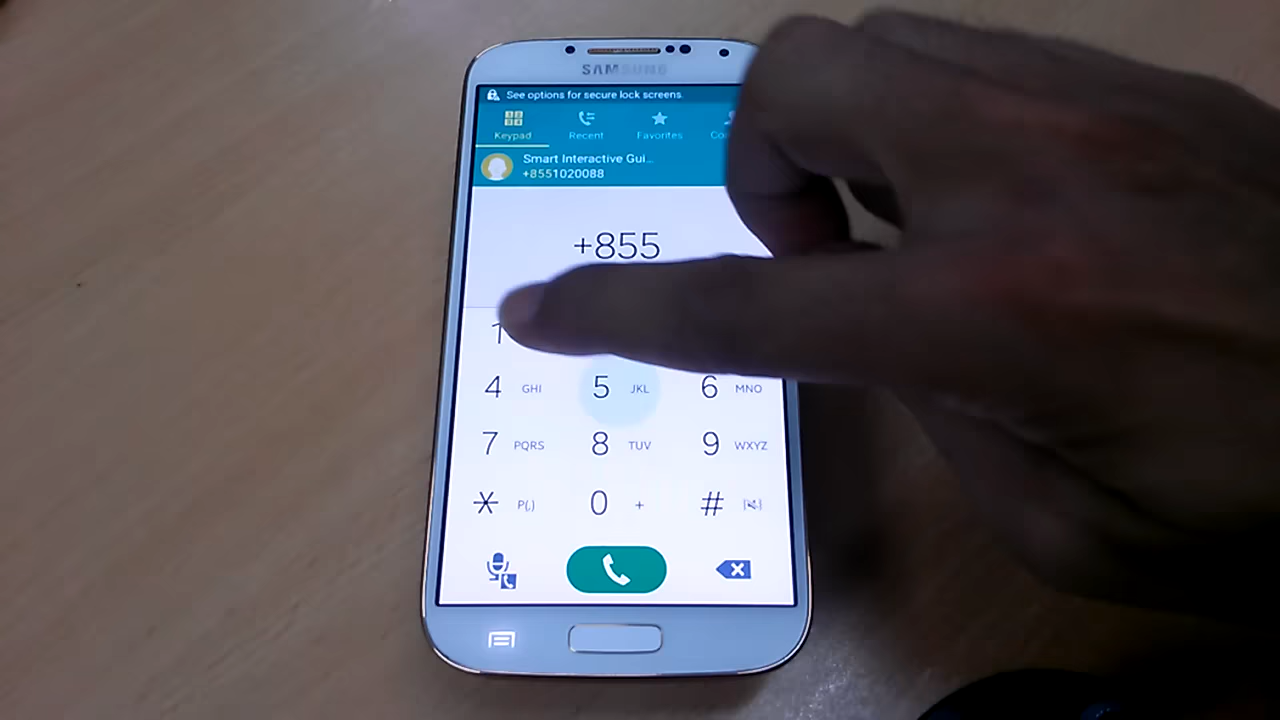 SAMSUNG
See options for secure lock screens.
Keypad Recent Favorites
Smart Interactive Gui...
+8551020088
+855
1
4 GHI 5 JKL 6 MNO
7 PQRS 8 TUV 9 WXYZ
* P(,) 0 + #